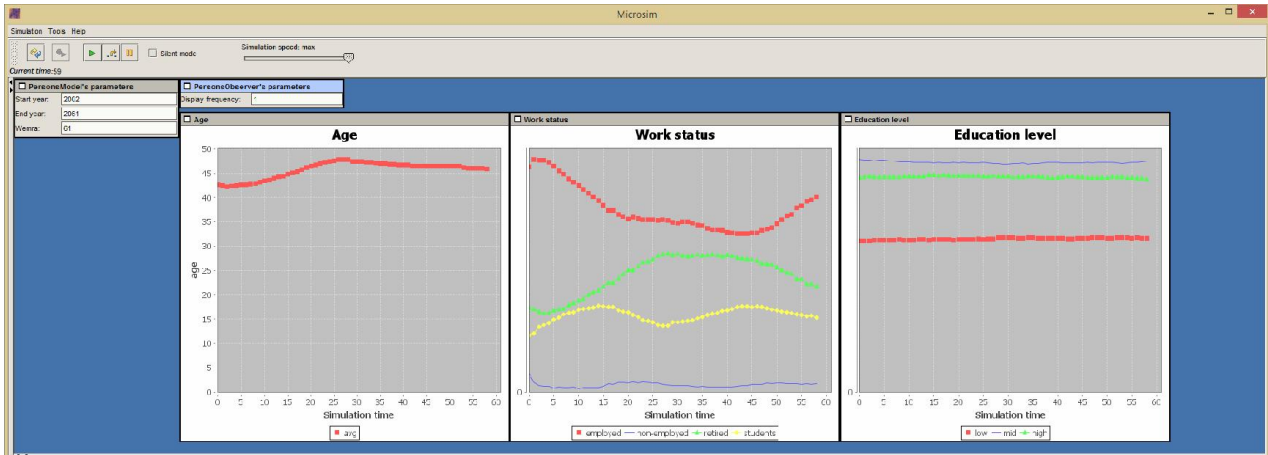 Microsim
Simulation Tools Help
Silent mode
Simulation speed: max
Current time:59
PersonsModel's parameters
PersonsObserver's parameters
Start year: 2002
Display frequency:
End year: 2061
Age
Work status
Education level
Age
Work status
Education level
50
45
40
35
30
25
20
15
10
5
0
age
0 5 10 15 20 25 30 35 40 45 50 55 60
Simulation time
avg
0
0 5 10 15 20 25 30 35 40 45 50 55 60
Simulation time
employed non-employed retired students
0
0 5 10 15 20 25 30 35 40 45 50 55 60
Simulation time
low mid high